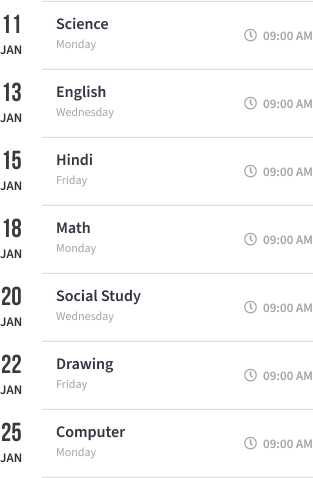 11 Science 09:00 AM
JAN Monday
13 English 09:00 AM
JAN Wednesday
15 Hindi 09:00 AM
JAN Friday
18 Math 09:00 AM
JAN Monday
20 Social Study 09:00 AM
JAN Wednesday
22 Drawing 09:00 AM
JAN Friday
25 Computer 09:00 AM
JAN Monday